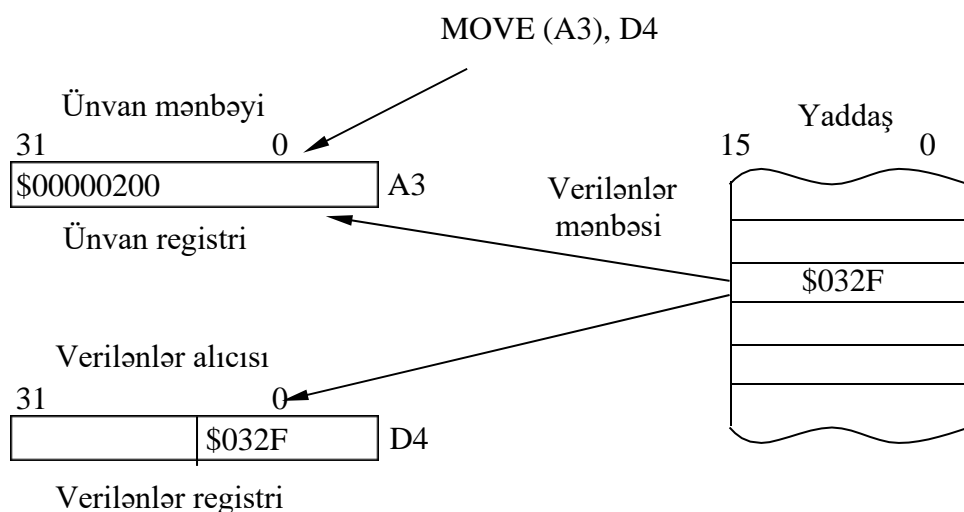 MOVE (A3), D4
Ünvan mənbəyi
31 0
$00000200 A3
Ünvan registri
Verilənlər
mənbəsi
Yaddaş
15 0
$032F
Verilənlər alıcısı
31 0
$032F D4
Verilənlər registri